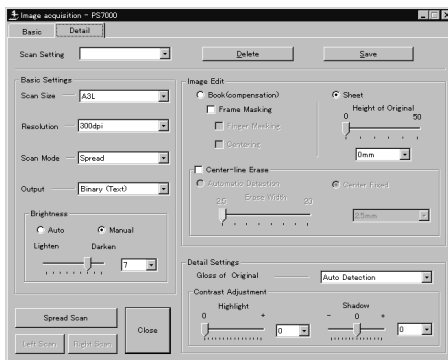 Image acquisition - PS7000
Basic Detail
Scan Setting Delete Save
Basic Settings
Scan Size A3L
Resolution 300dpi
Scan Mode Spread
Output Binary (Text)
Brightness
Auto Manual
Lighten Darken
7
Spread Scan
Left Scan Right Scan
Close
Image Edit
Book(compensation)
Frame Masking
Finger Masking
Centering
Sheet
Height of Original
0 50
0mm
Center-line Erase
Automatic Detection Center Fixed
Erase Width
25 23
25mm
Detail Settings
Gloss of Original Auto Detection
Contrast Adjustment
Highlight
0 +
0
Shadow
- 0 +
0